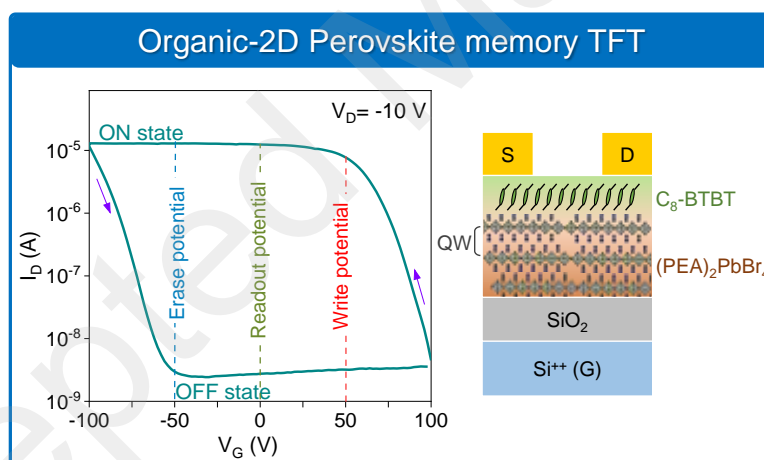 Organic-2D Perovskite memory TFT
V_D= -10 V
ON state
10⁻⁵
10⁻⁶
10⁻⁷
10⁻⁸
10⁻⁹
I_D (A)
Erase potential
Readout potential
Write potential
OFF state
-100 -50 0 50 100
V_G (V)
S D
C₈-BTBT
QW
(PEA)₂PbBr₄
SiO₂
Si⁺⁺ (G)